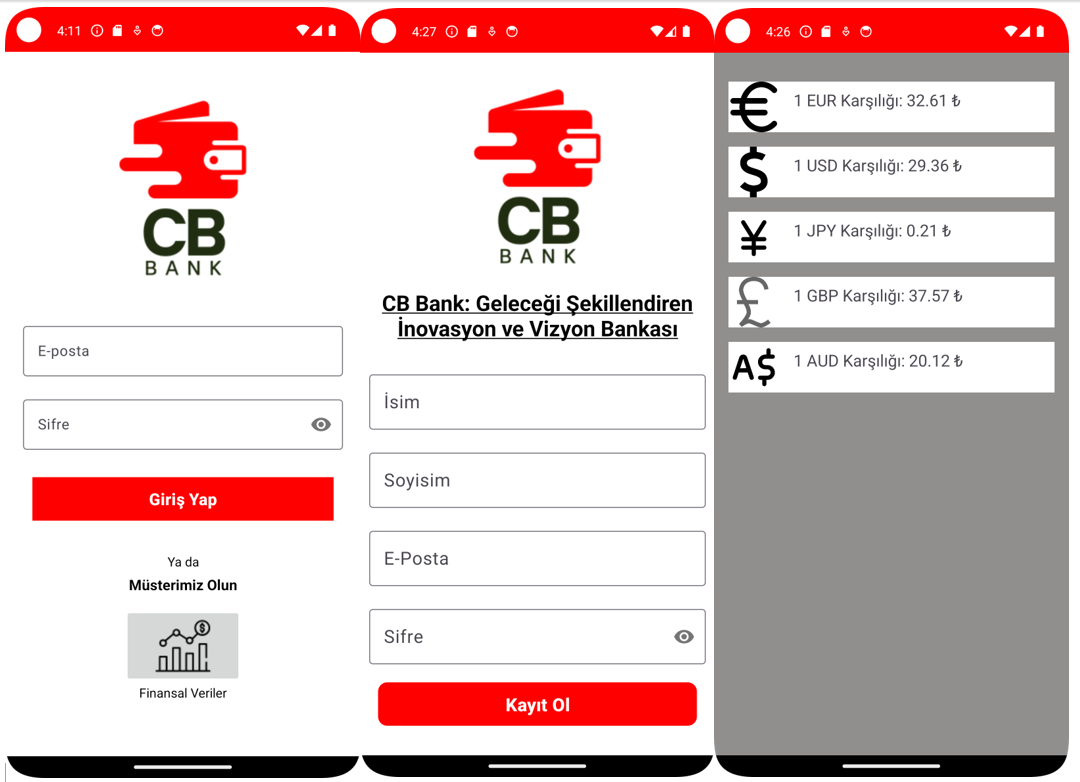 4:11
CB
BANK
E-posta
Sifre
Giriş Yap
Ya da
Müsterimiz Olun
$
Finansal Veriler
4:27
CB
BANK
CB Bank: Geleceği Şekillendiren
İnovasyon ve Vizyon Bankası
İsim
Soyisim
E-Posta
Sifre
Kayıt Ol
4:26
€ 1 EUR Karşılığı: 32.61 ₺
$ 1 USD Karşılığı: 29.36 ₺
¥ 1 JPY Karşılığı: 0.21 ₺
£ 1 GBP Karşılığı: 37.57 ₺
A$ 1 AUD Karşılığı: 20.12 ₺